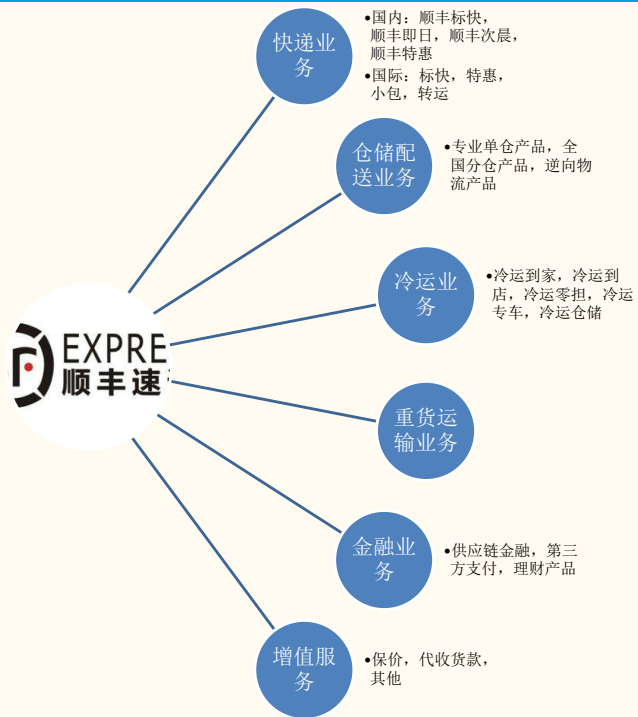 快递业
务
•国内：顺丰标快，
顺丰即日，顺丰次晨，
顺丰特惠
•国际：标快，特惠，
小包，转运
仓储配
送业务
•专业单仓产品，全
国分仓产品，逆向物
流产品
冷运业
务
•冷运到家，冷运到
店，冷运零担，冷运
专车，冷运仓储
EXPRE
顺丰速
重货运
输业务
金融业
务
•供应链金融，第三
方支付，理财产品
增值服
务
•保价，代收货款，
其他